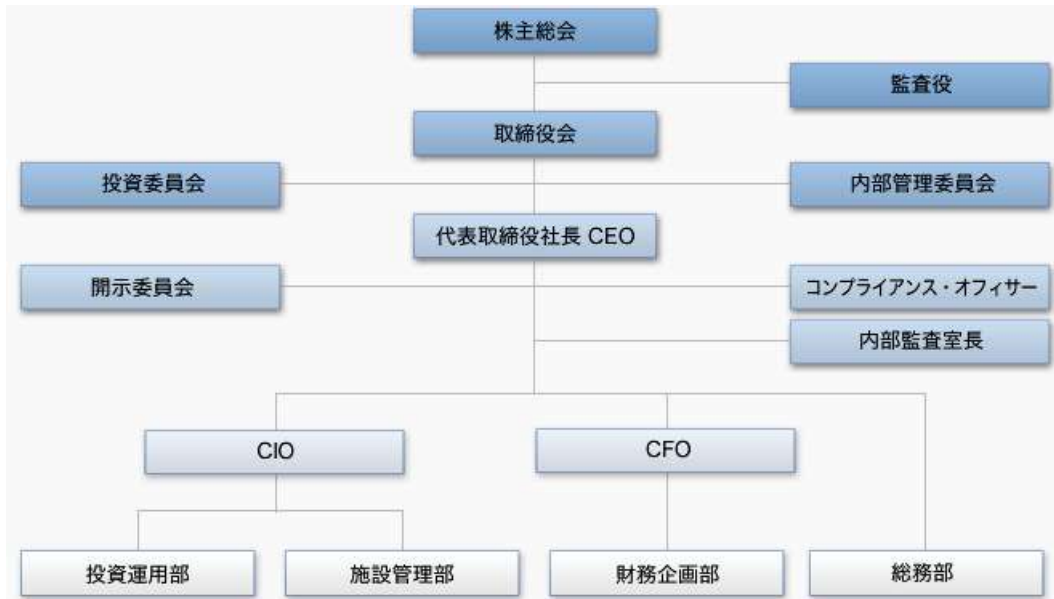 株主総会
監査役
取締役会
投資委員会
内部管理委員会
代表取締役社長 CEO
開示委員会
コンプライアンス・オフィサー
内部監査室長
CIO
CFO
投資運用部
施設管理部
財務企画部
総務部